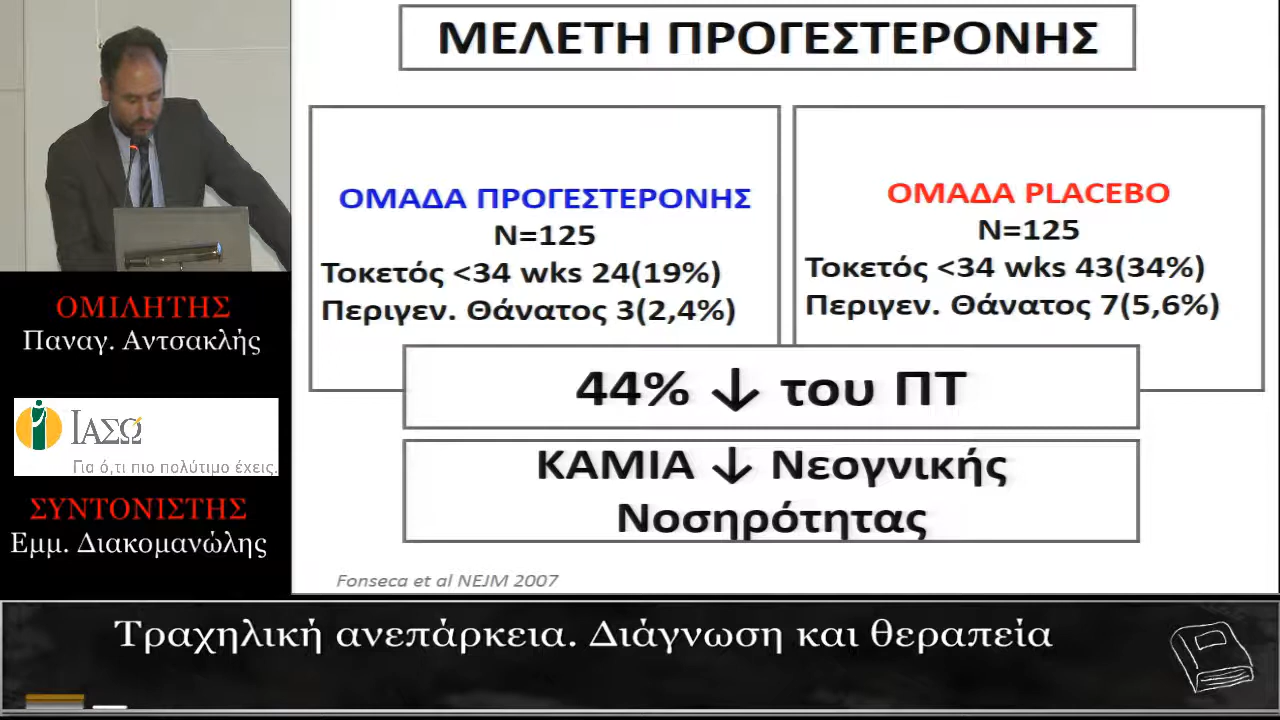 ΜΕΛΕΤΗ ΠΡΟΓΕΣΤΕΡΟΝΗΣ
ΟΜΑΔΑ ΠΡΟΓΕΣΤΕΡΟΝΗΣ
Ν=125
Τοκετός <34 wks 24(19%)
Περιγεν. Θάνατος 3(2,4%)
ΟΜΑΔΑ PLACEBO
Ν=125
Τοκετός <34 wks 43(34%)
Περιγεν. Θάνατος 7(5,6%)
44% ↓ του ΠΤ
ΚΑΜΙΑ ↓ Νεογνικής
Νοσηρότητας
Fonseca et al NEJM 2007
ΟΜΙΛΗΤΗΣ
Παναγ. Αντσακλής
ΙΑΣΩ
Για ό,τι πιο πολύτιμο έχεις.
ΣΥΝΤΟΝΙΣΤΗΣ
Εμμ. Διακομανώλης
Τραχηλική ανεπάρκεια. Διάγνωση και θεραπεία